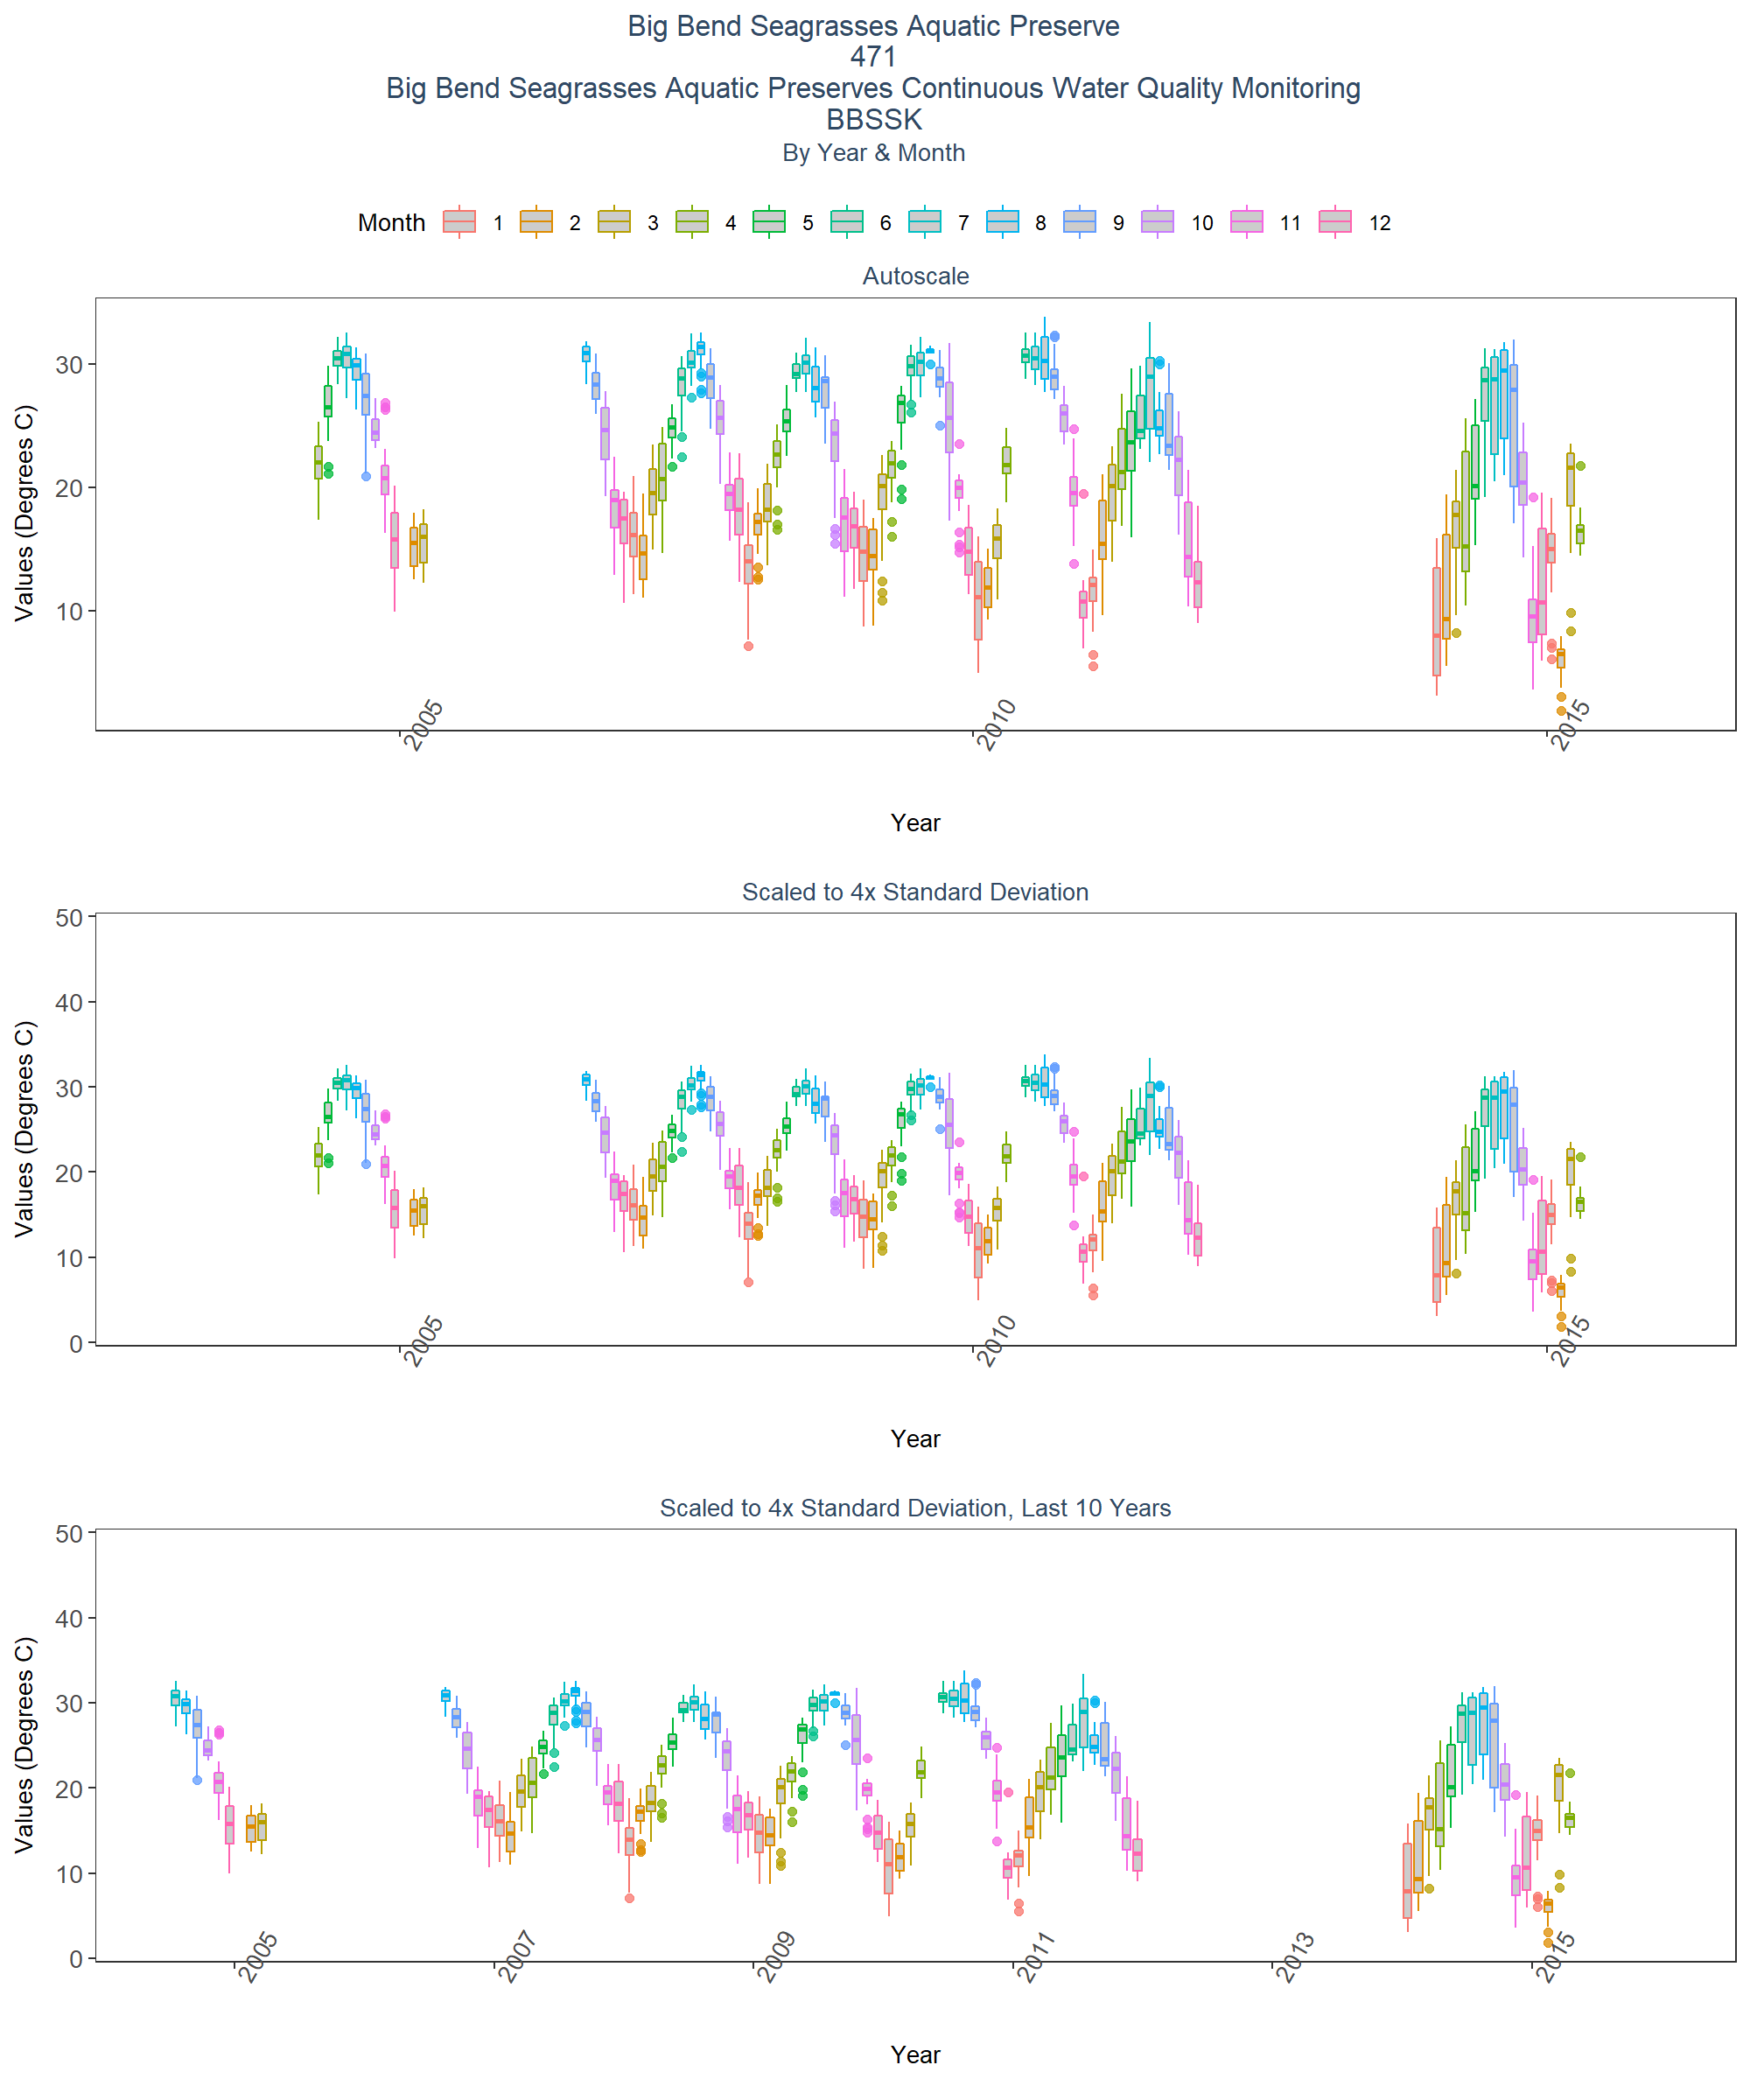 Big Bend Seagrasses Aquatic Preserve
471
Big Bend Seagrasses Aquatic Preserves Continuous Water Quality Monitoring
BBSSK
By Year & Month
Month 1 2 3 4 5 6 7 8 9 10 11 12
Autoscale
Values (Degrees C)
30
20
10
2005 2010 2015
Year
Scaled to 4x Standard Deviation
Values (Degrees C)
50
40
30
20
10
0
2005 2010 2015
Year
Scaled to 4x Standard Deviation, Last 10 Years
Values (Degrees C)
50
40
30
20
10
0
2005 2007 2009 2011 2013 2015
Year